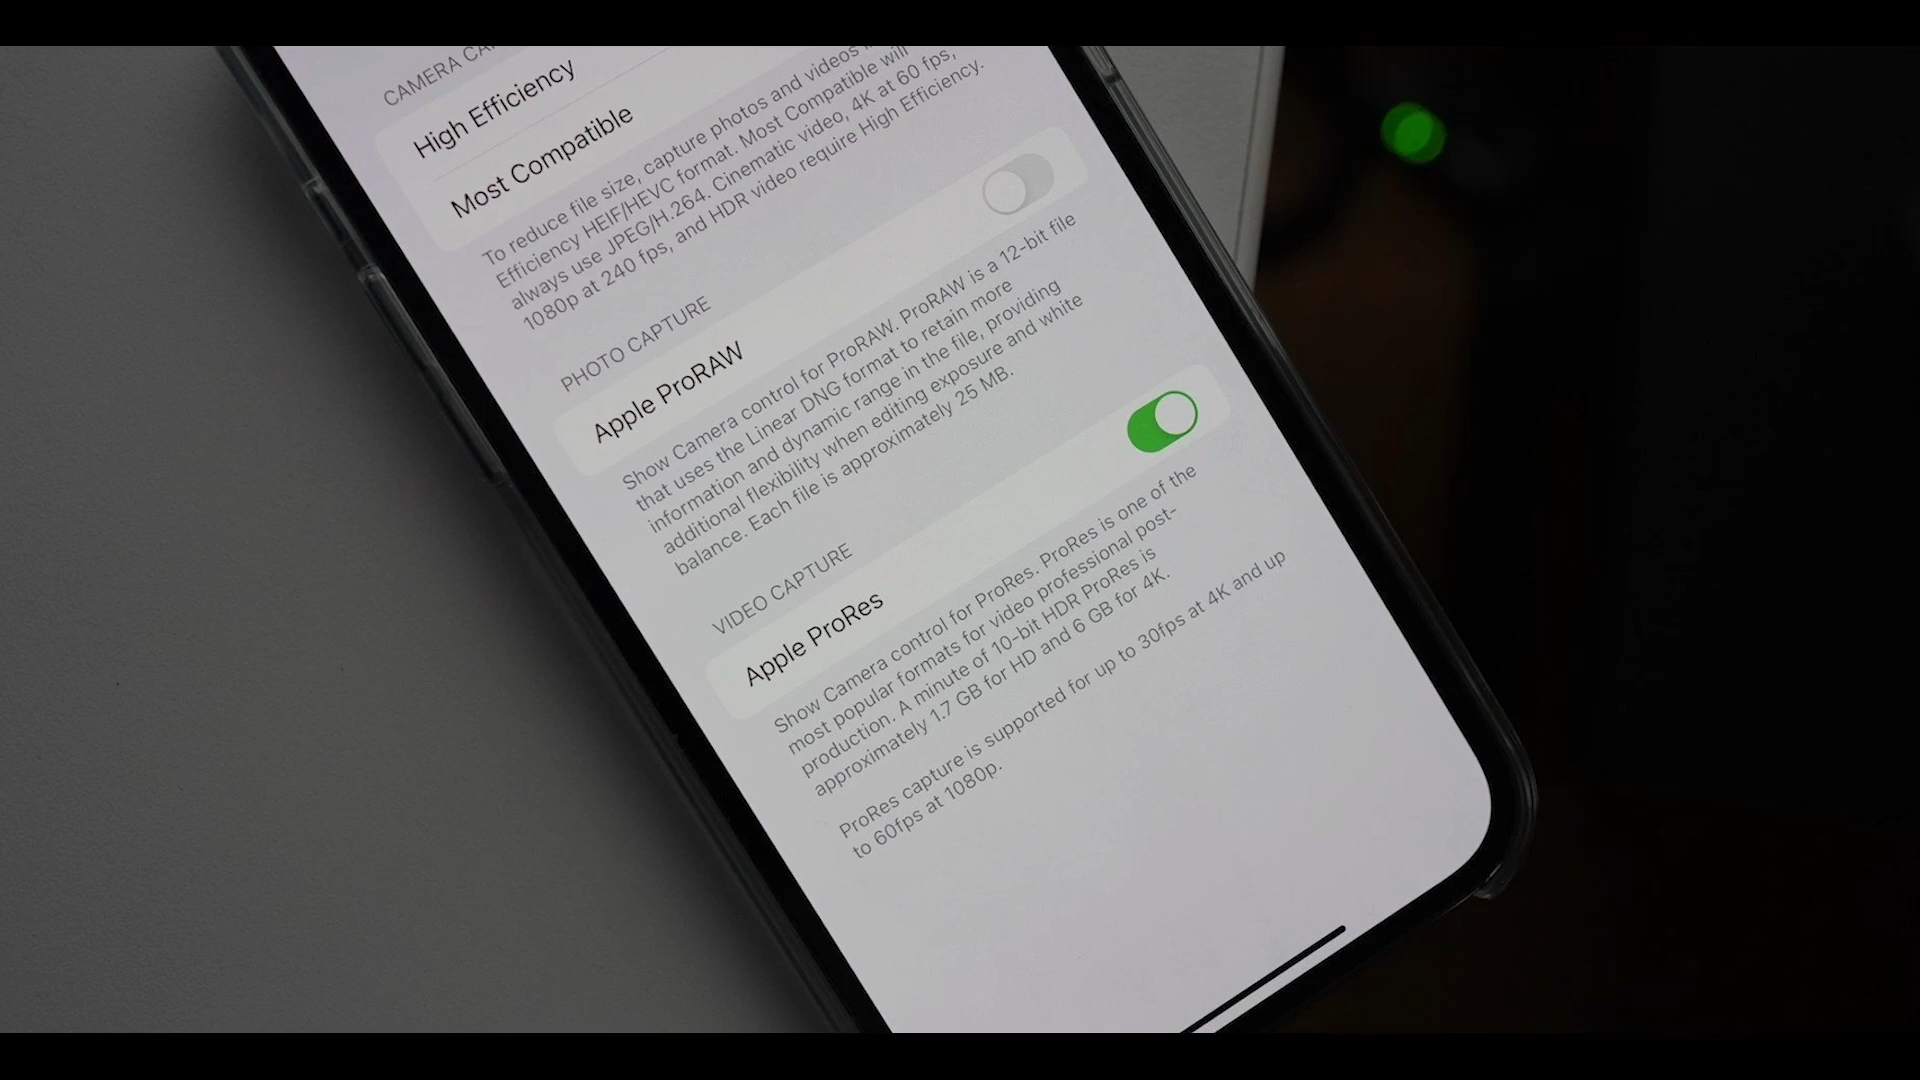 CAMERA
High Efficiency
Most Compatible
To reduce file size, capture photos and videos
Efficiency HEIF/HEVC format. Most Compatible will
always use JPEG/H.264. Cinematic video, 4K at 60 fps,
1080p at 240 fps, and HDR video require High Efficiency.
PHOTO CAPTURE
Apple ProRAW
Show Camera control for ProRAW. ProRAW is a 12-bit file
that uses the Linear DNG format to retain more
information and dynamic range in the file, providing
additional flexibility when editing exposure and white
balance. Each file is approximately 25 MB.
VIDEO CAPTURE
Apple ProRes
Show Camera control for ProRes. ProRes is one of the
most popular formats for video professional post-
production. A minute of 10-bit HDR ProRes is
approximately 1.7 GB for HD and 6 GB for 4K.
ProRes capture is supported for up to 30fps at 4K and up
to 60fps at 1080p.